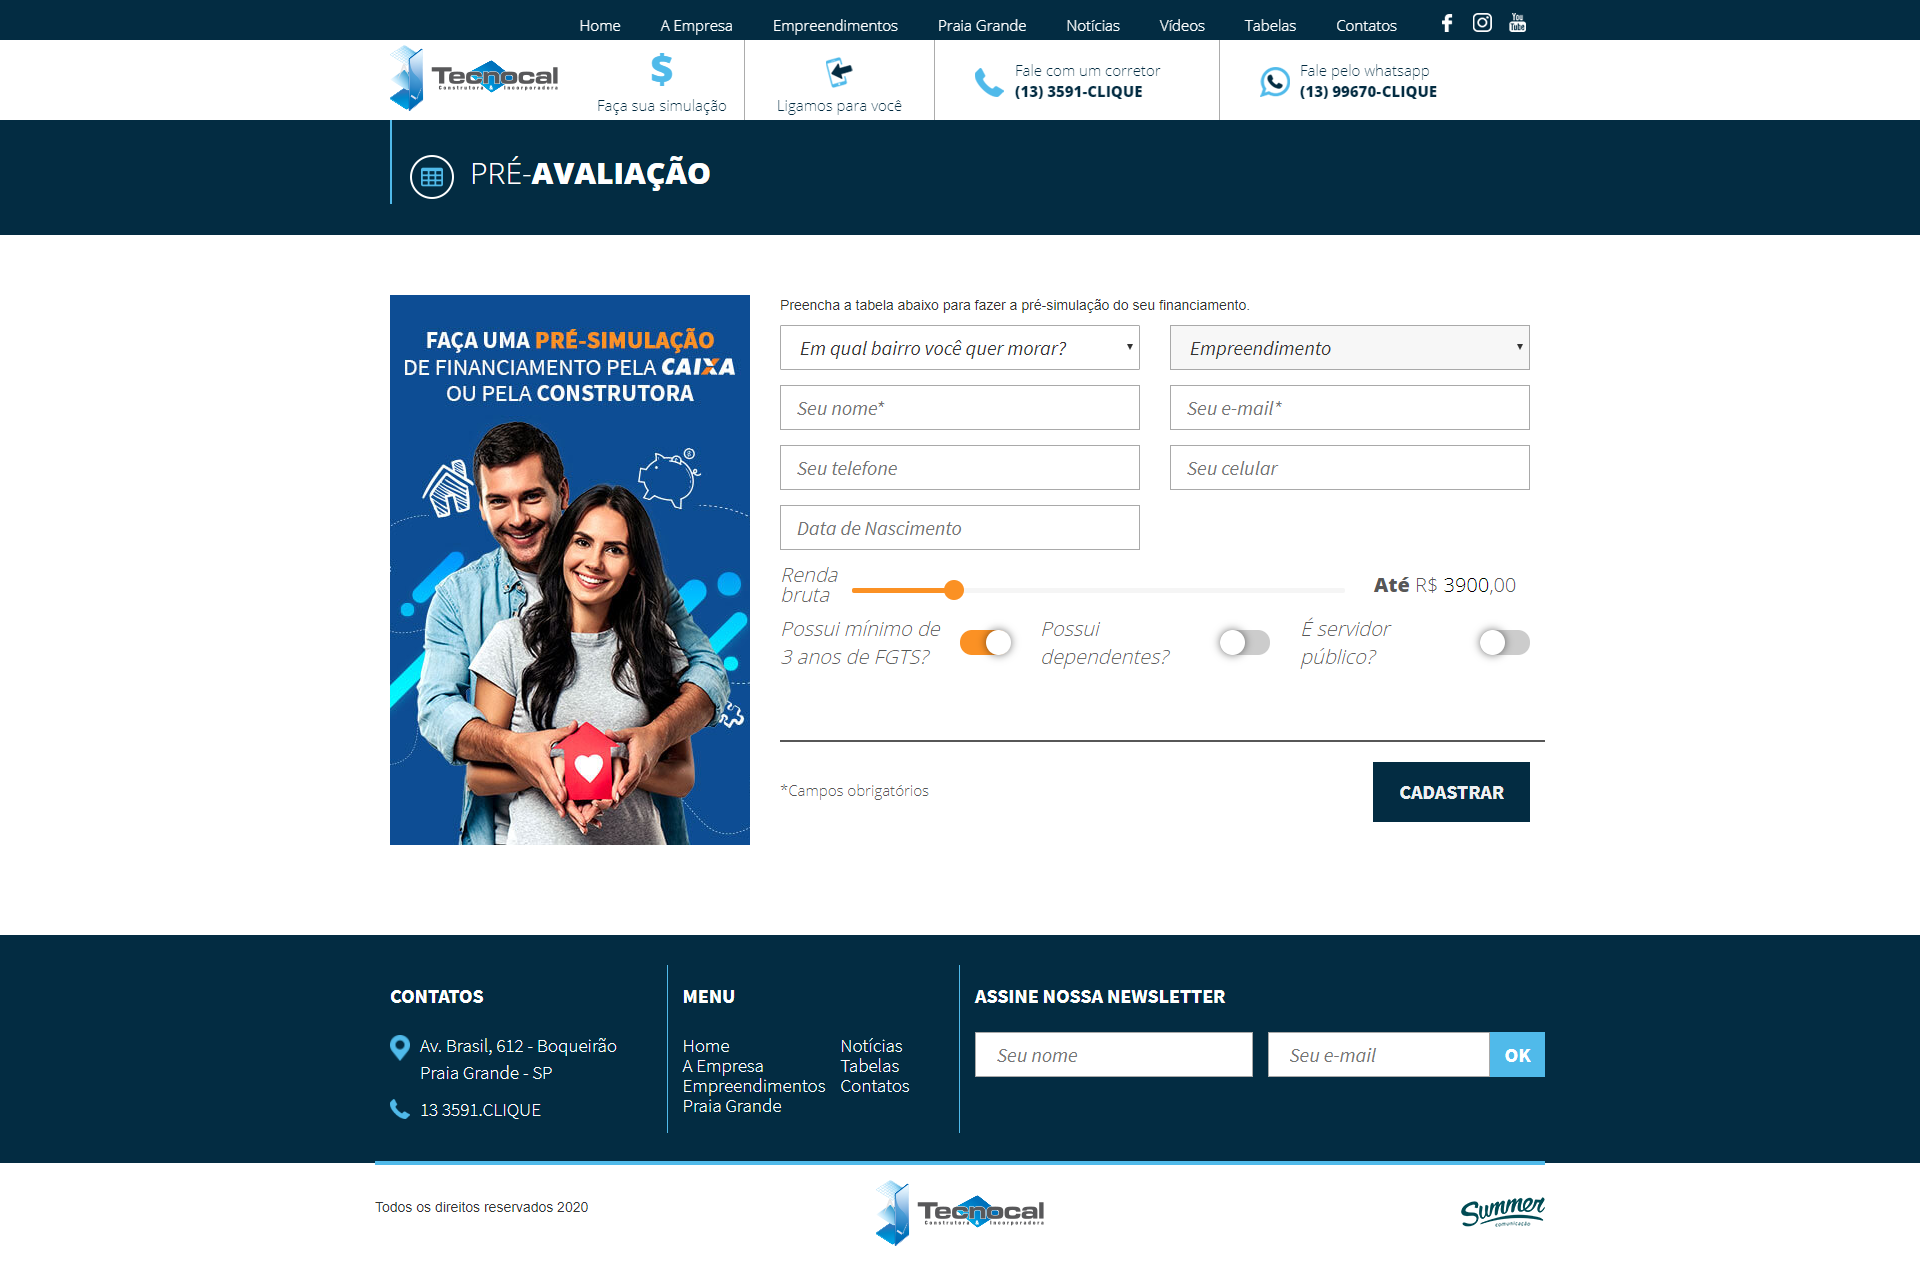 Home A Empresa Empreendimentos Praia Grande Notícias Vídeos Tabelas Contatos
You Tube
Tecnocal
Construtora & Incorporadora
$
Faça sua simulação
Ligamos para você
Fale com um corretor
(13) 3591-CLIQUE
Fale pelo whatsapp
(13) 99670-CLIQUE
PRÉ-AVALIAÇÃO
FAÇA UMA PRÉ-SIMULAÇÃO
DE FINANCIAMENTO PELA CAIXA
OU PELA CONSTRUTORA
Preencha a tabela abaixo para fazer a pré-simulação do seu financiamento.
Em qual bairro você quer morar?
Empreendimento
Seu nome*
Seu e-mail*
Seu telefone
Seu celular
Data de Nascimento
Renda
bruta
Até R$ 3900,00
Possui mínimo de
3 anos de FGTS?
Possui
dependentes?
É servidor
público?
*Campos obrigatórios
CADASTRAR
CONTATOS
Av. Brasil, 612 - Boqueirão
Praia Grande - SP
13 3591.CLIQUE
MENU
Home
A Empresa
Empreendimentos
Praia Grande
Notícias
Tabelas
Contatos
ASSINE NOSSA NEWSLETTER
Seu nome
Seu e-mail
OK
Todos os direitos reservados 2020
Tecnocal
Construtora & Incorporadora
Summer
comunicação